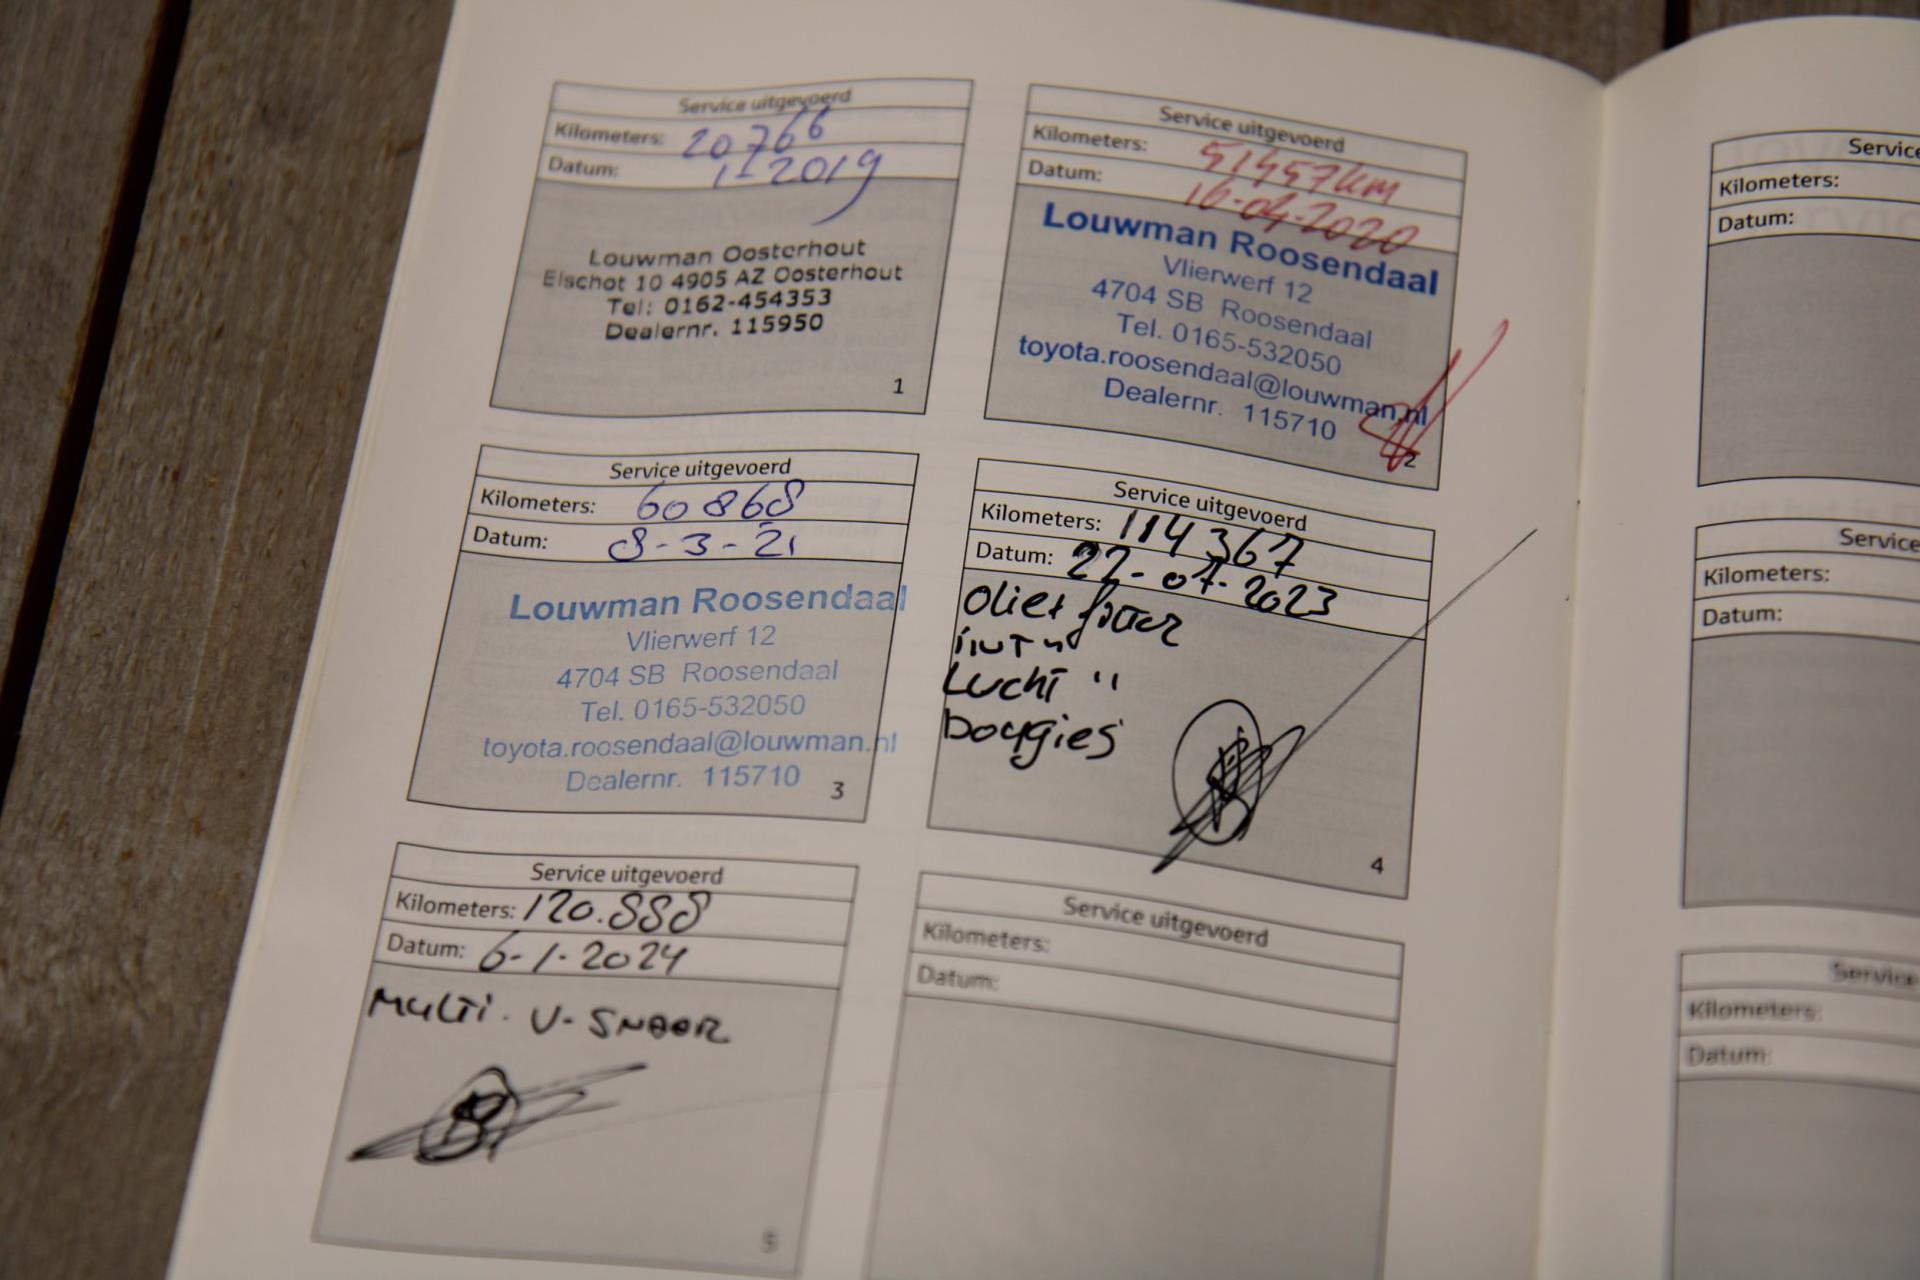 Service uitgevoerd
Kilometers: 20766
Datum: 1-2019
Louwman Oosterhout
Elschot 10 4905 AZ Oosterhout
Tel: 0162-454353
Dealernr. 115950
1
Service uitgevoerd
Kilometers: 51457km
Datum: 16-04-2020
Louwman Roosendaal
Vlierwerf 12
4704 SB Roosendaal
Tel. 0165-532050
toyota.roosendaal@louwman.nl
Dealernr. 115710
2
Service uitgevoerd
Kilometers: 60868
Datum: 8-3-21
Louwman Roosendaal
Vlierwerf 12
4704 SB Roosendaal
Tel. 0165-532050
toyota.roosendaal@louwman.nl
Dealernr. 115710
3
Service uitgevoerd
Kilometers: 114367
Datum: 22-07-2023
Olie+
Lucht "
bougies
4
Service uitgevoerd
Kilometers: 120.888
Datum: 6-1-2024
Multi. V-Snaar
5
Service uitgevoerd
Kilometers:
Datum:
Service
Kilometers:
Datum:
Service
Kilometers:
Datum:
Service
Kilometers:
Datum: